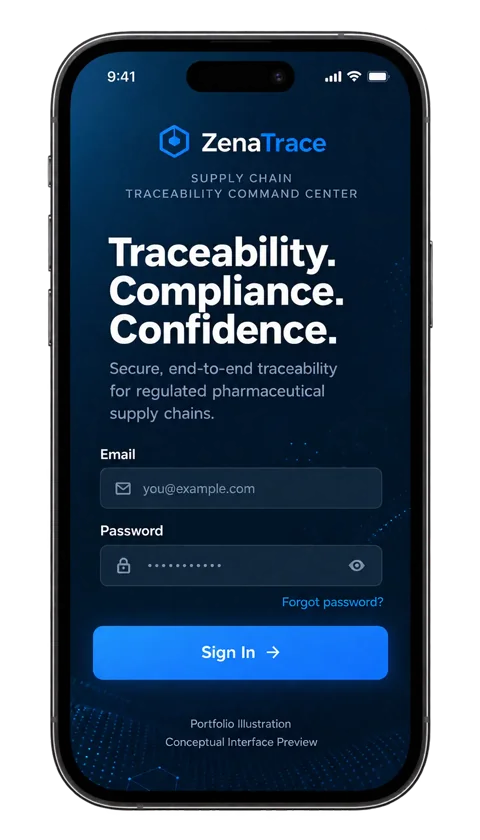 9:41
ZenaTrace
SUPPLY CHAIN
TRACEABILITY COMMAND CENTER
Traceability.
Compliance.
Confidence.
Secure, end-to-end traceability
for regulated pharmaceutical
supply chains.
Email
you@example.com
Password
Forgot password?
Sign In →
Portfolio Illustration
Conceptual Interface Preview